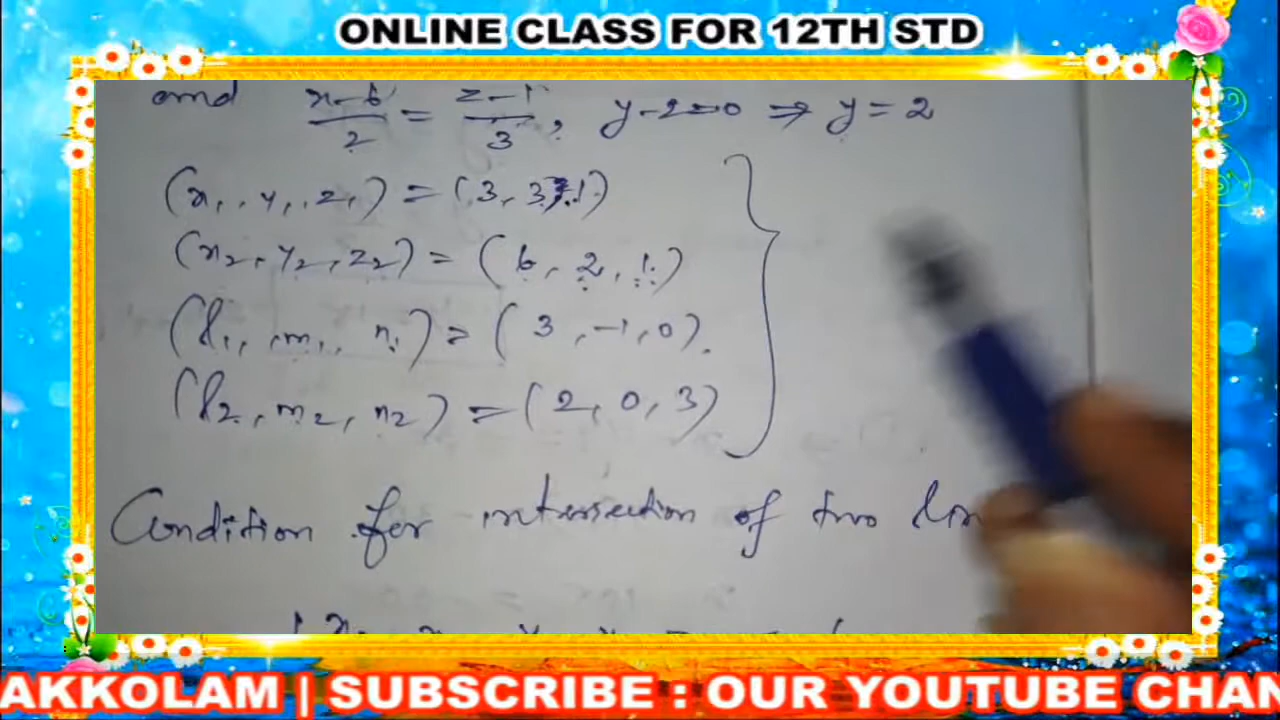 ONLINE CLASS FOR 12TH STD
and (x-6)/2 = (z-1)/3, y-2=0 ⇒ y = 2
(x₁, y₁, z₁) = (3, 3, 1)
(x₂, y₂, z₂) = (6, 2, 1)
(l₁, m₁, n₁) = (3, -1, 0).
(l₂, m₂, n₂) = (2, 0, 3)
Condition for intersection of two
AKKOLAM | SUBSCRIBE : OUR YOUTUBE CHAN